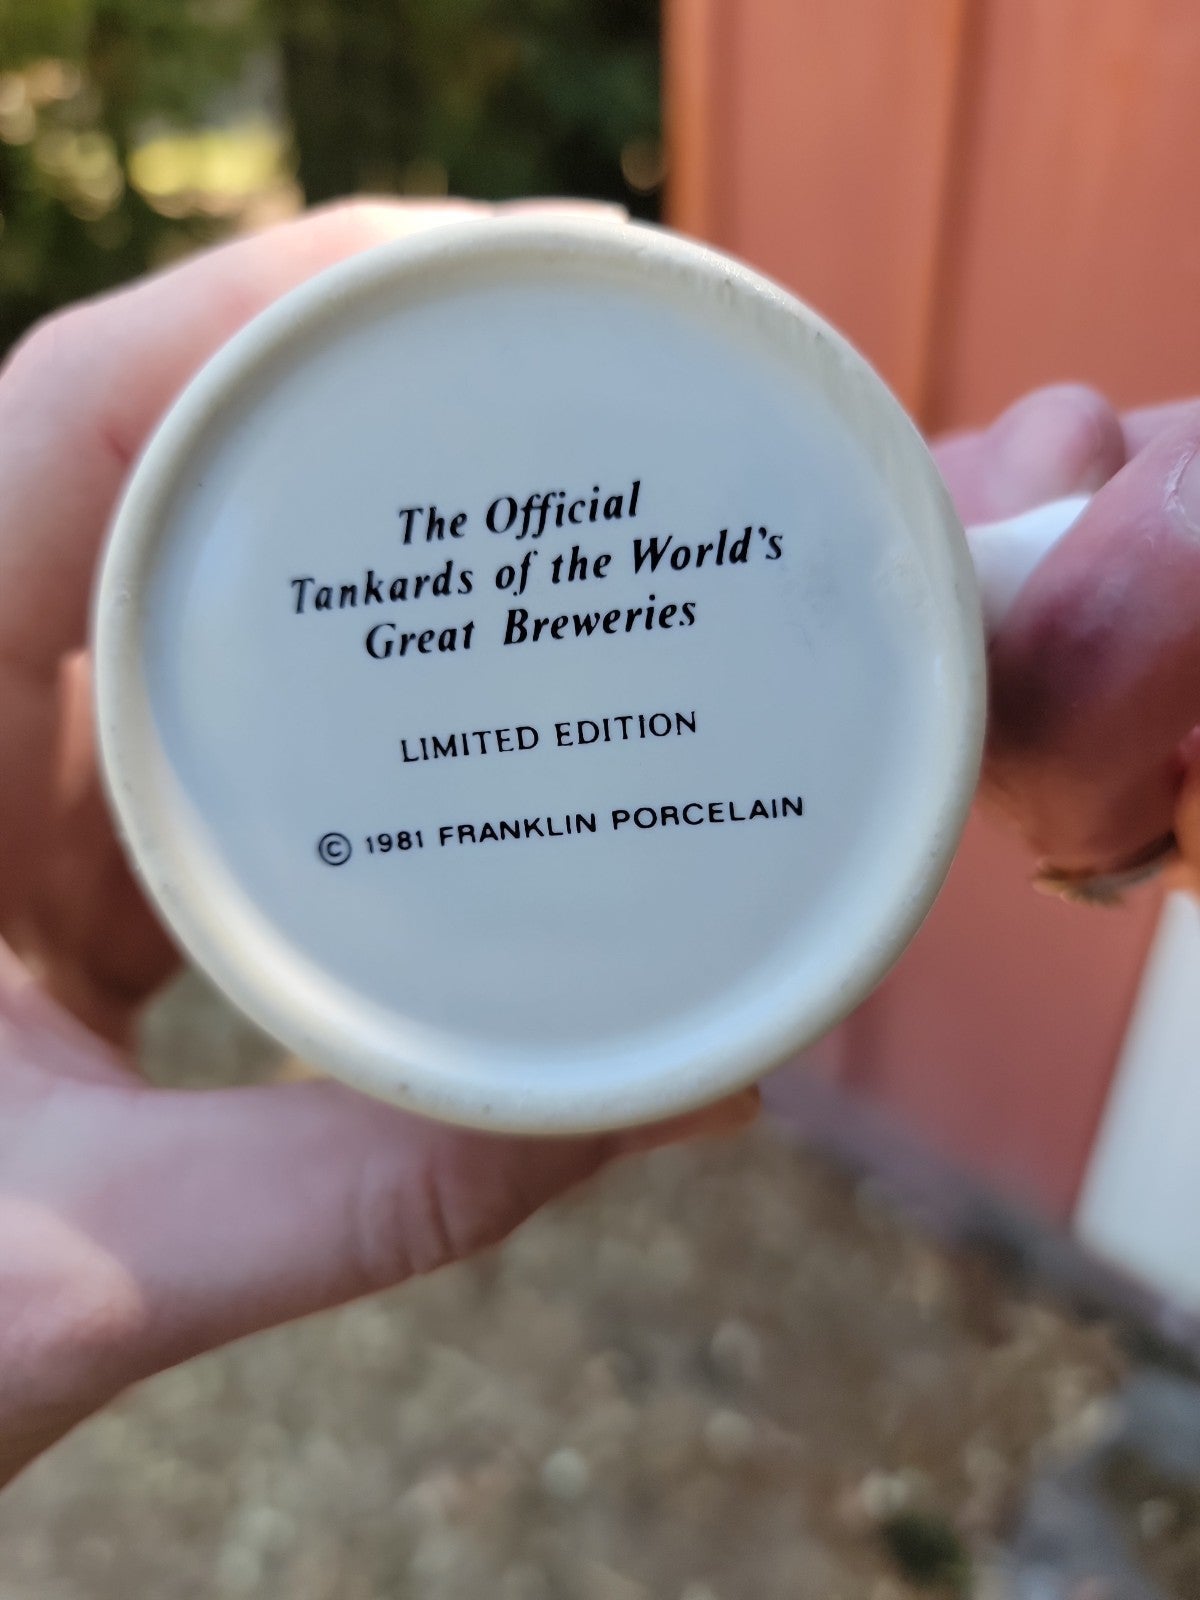 The Official
Tankards of the World's
Great Breweries
LIMITED EDITION
© 1981 FRANKLIN PORCELAIN